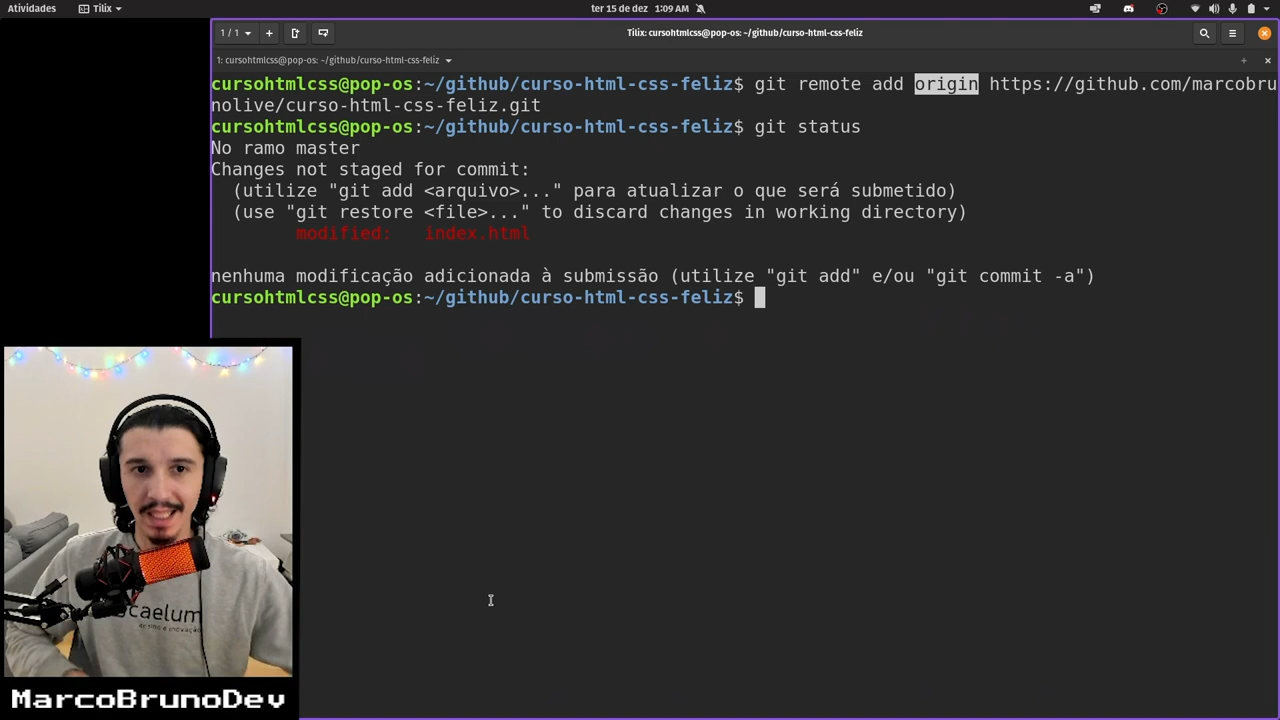 Atividades Tilix ter 15 de dez 1:09 AM
1 / 1 + Tilix: cursohtmlcss@pop-os: ~/github/curso-html-css-feliz
1: cursohtmlcss@pop-os: ~/github/curso-html-css-feliz
cursohtmlcss@pop-os:~/github/curso-html-css-feliz$ git remote add origin https://github.com/marcobru
nolive/curso-html-css-feliz.git
cursohtmlcss@pop-os:~/github/curso-html-css-feliz$ git status
No ramo master
Changes not staged for commit:
(utilize "git add <arquivo>..." para atualizar o que será submetido)
(use "git restore <file>..." to discard changes in working directory)
modified: index.html
nenhuma modificação adicionada à submissão (utilize "git add" e/ou "git commit -a")
cursohtmlcss@pop-os:~/github/curso-html-css-feliz$
caelum
MarcoBrunoDev